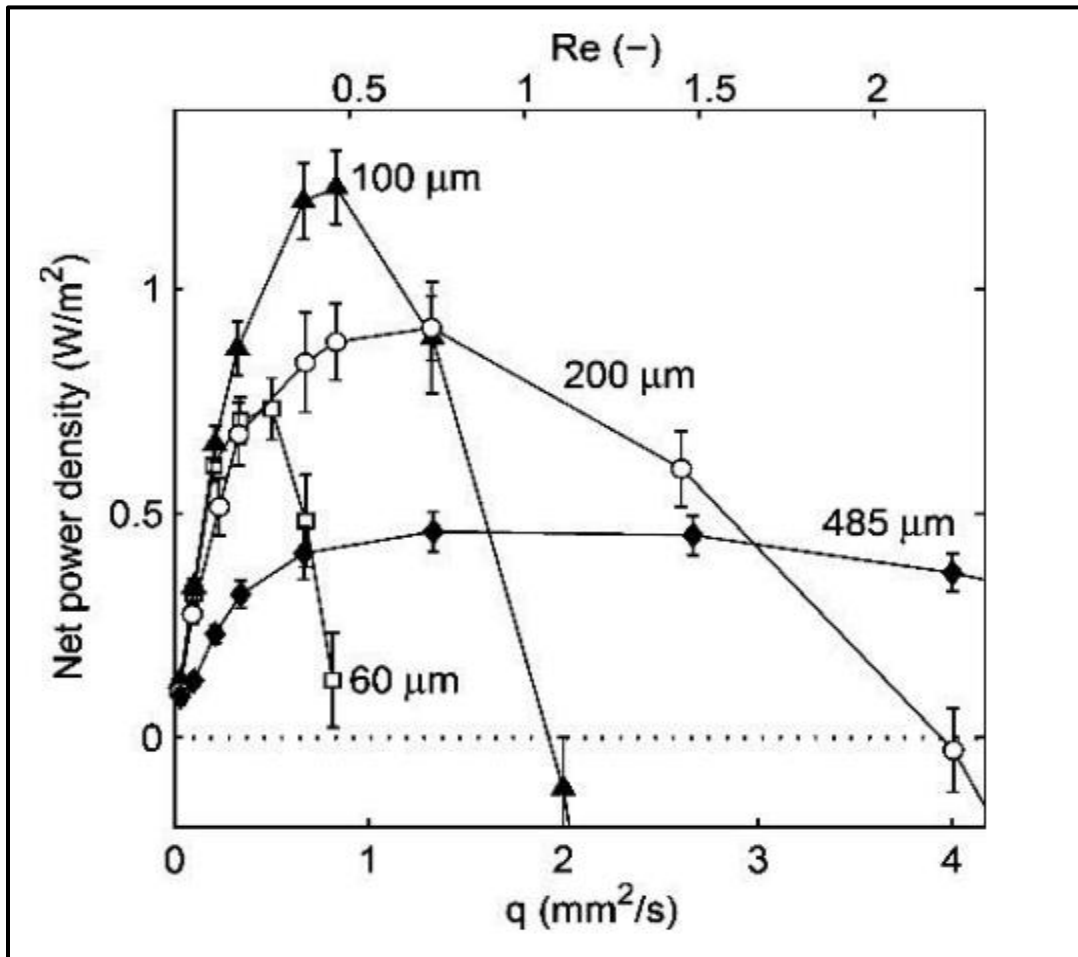 Re (−)
0.5 1 1.5 2
100 μm
1
200 μm
0.5
485 μm
60 μm
0
Net power density (W/m²)
0 1 2 3 4
q (mm²/s)